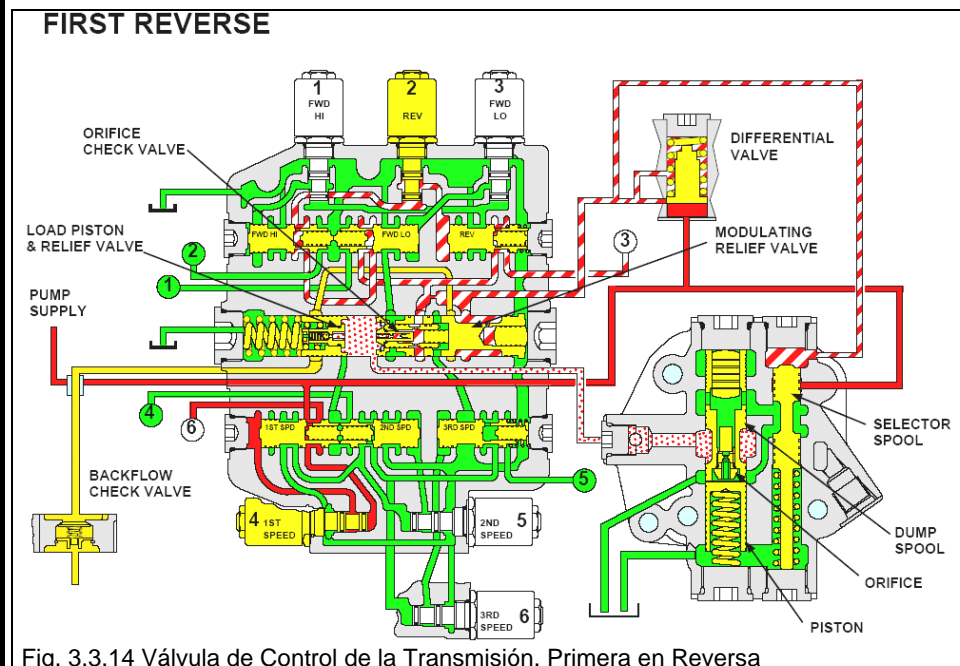 FIRST REVERSE
1
FWD
HI
2
REV
3
FWD
LO
ORIFICE
CHECK VALVE
DIFFERENTIAL
VALVE
LOAD PISTON
& RELIEF VALVE
FWD HI
FWD LO
REV
MODULATING
RELIEF VALVE
2
3
1
PUMP
SUPPLY
4
6
1ST SPD
2ND SPD
3RD SPD
SELECTOR
SPOOL
5
BACKFLOW
CHECK VALVE
4
1ST
SPEED
2ND
SPEED
5
DUMP
SPOOL
ORIFICE
3RD
SPEED
6
PISTON
Fig. 3.3.14 Válvula de Control de la Transmisión. Primera en Reversa